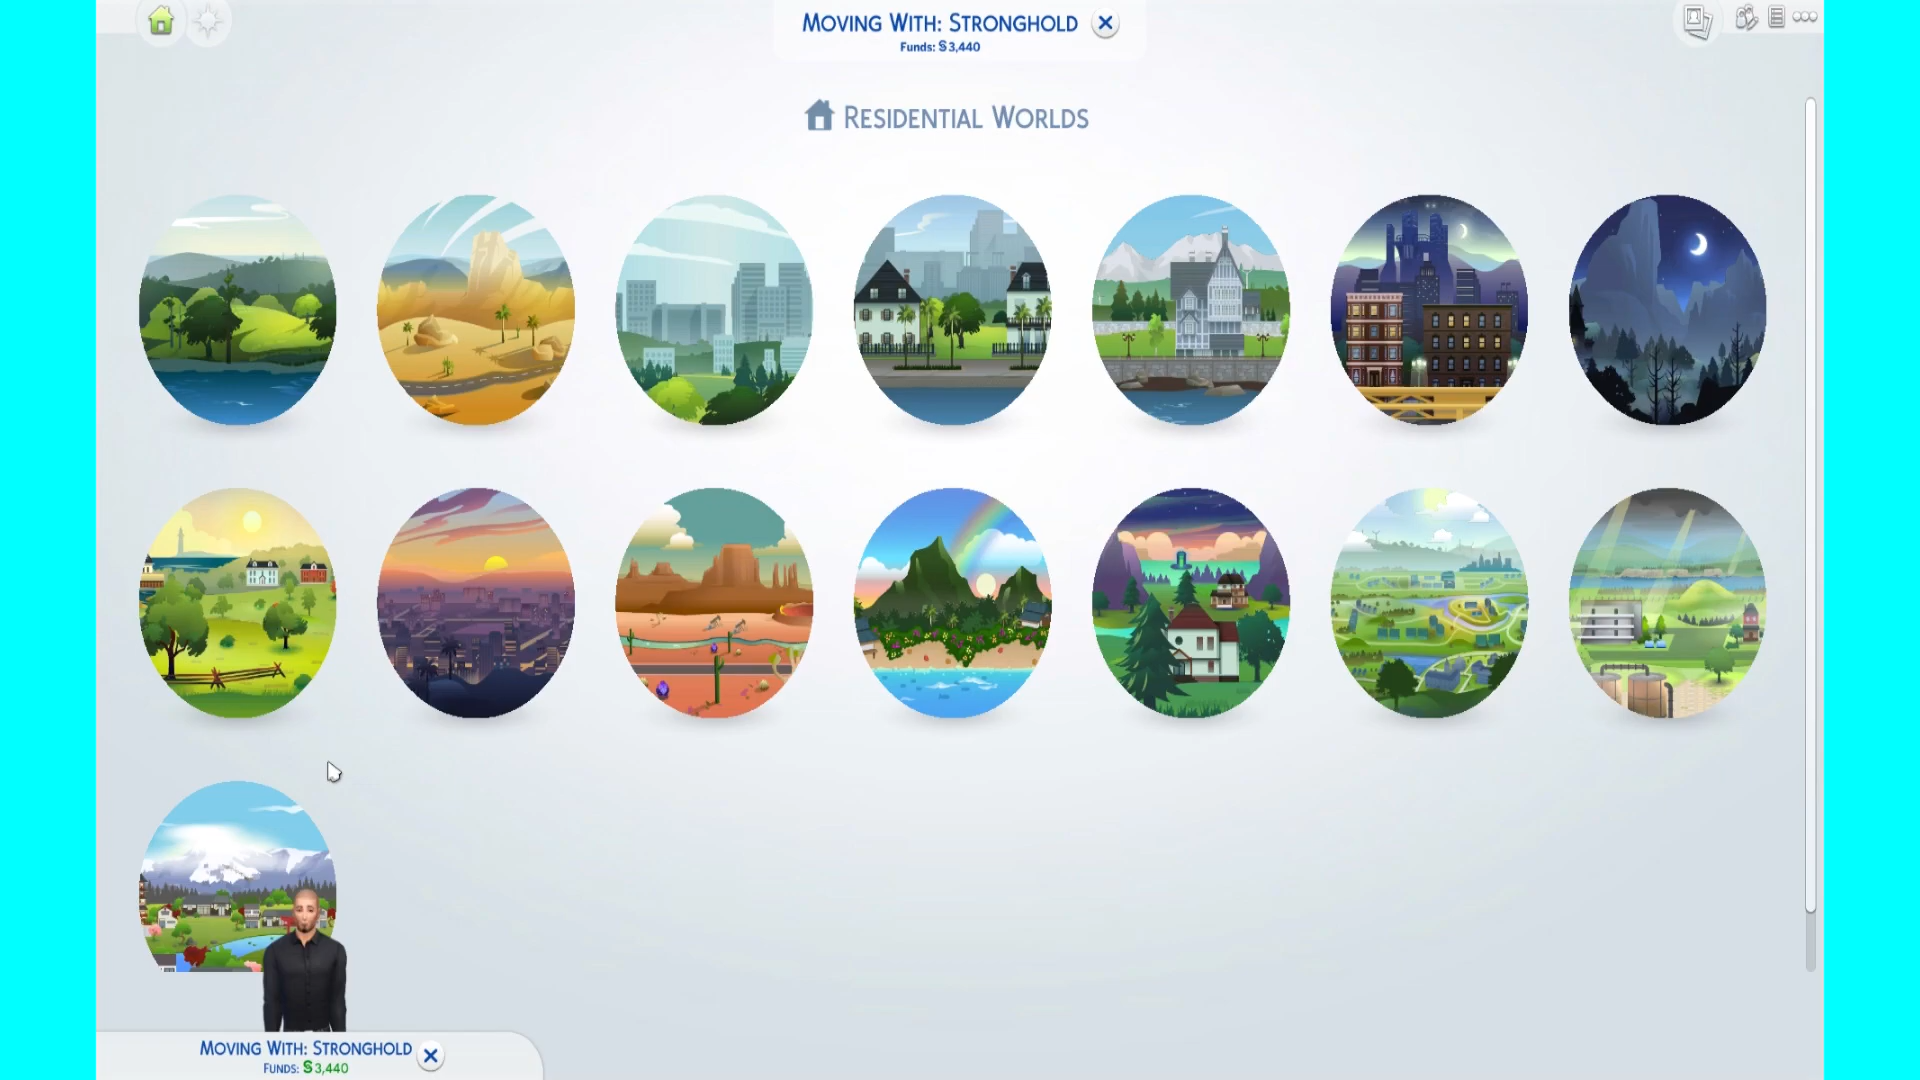 MOVING WITH: STRONGHOLD
Funds: §3,440
RESIDENTIAL WORLDS
MOVING WITH: STRONGHOLD
FUNDS: §3,440